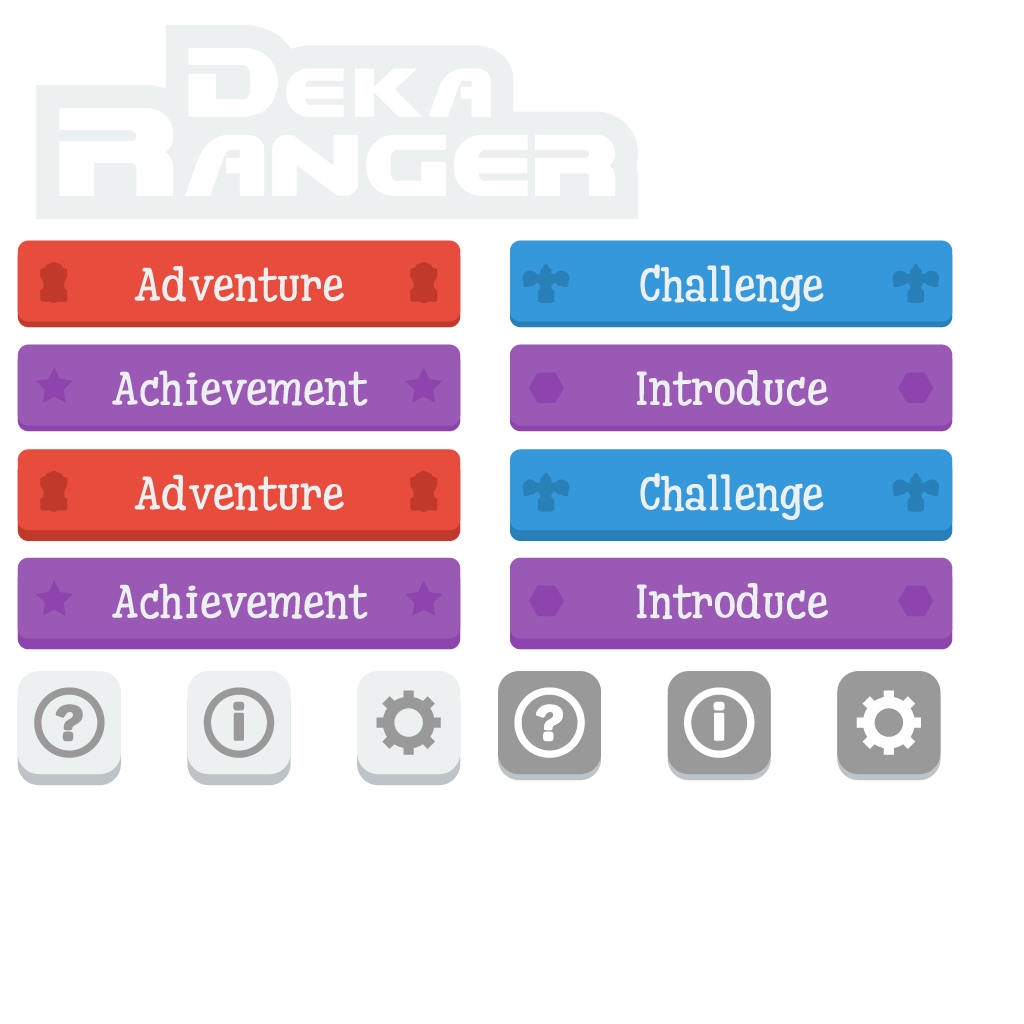 DEKA
RANGER
Adventure
Challenge
Achievement
Introduce
Adventure
Challenge
Achievement
Introduce
? i ? i